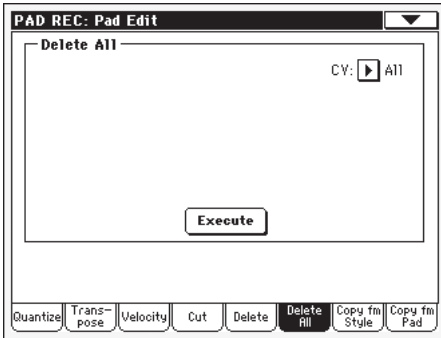 PAD REC: Pad Edit
Delete All
CV: All
Execute
Quantize Trans-pose Velocity Cut Delete Delete All Copy fm Style Copy fm Pad